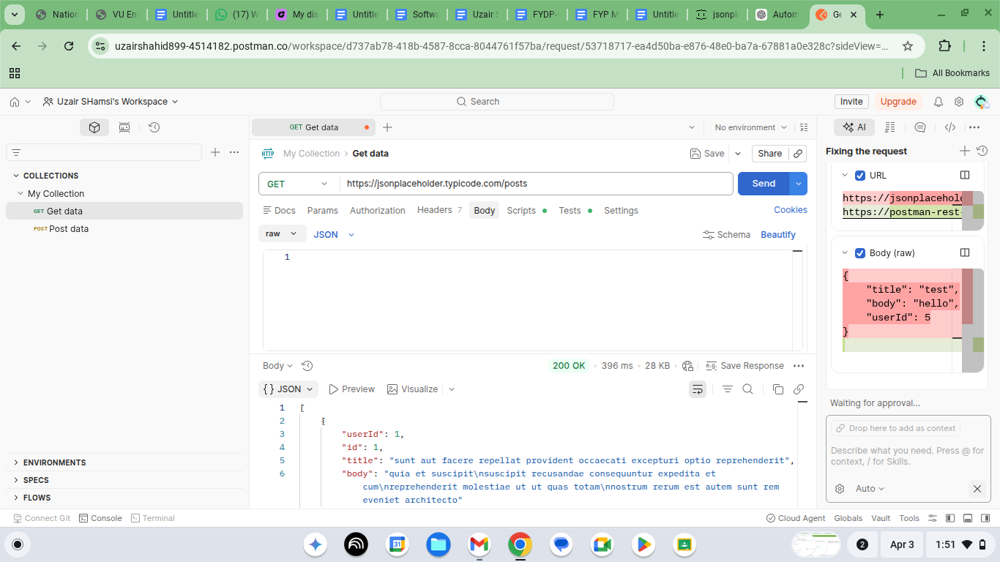 Nation
VU Ent
Untitle
(17) W
My dis
Untitle
Softwa
Uzair S
FYDP-
FYP M
Untitle
jsonpl
Autom
Ge
uzairshahid899-4514182.postman.co/workspace/d737ab78-418b-4587-8cca-8044761f57ba/request/53718717-ea4d50ba-e876-48e0-ba7a-67881a0e328c?sideView=...
All Bookmarks
Uzair SHamsi's Workspace
Search
Invite
Upgrade
GET Get data
No environment
AI
My Collection > Get data
Save
Share
Fixing the request
COLLECTIONS
My Collection
GET Get data
POST Post data
GET
https://jsonplaceholder.typicode.com/posts
Send
Docs Params Authorization Headers 7 Body Scripts Tests Settings Cookies
raw JSON Schema Beautify
1
URL
https://jsonplacehold
https://postman-rest-
Body (raw)
{
"title": "test",
"body": "hello",
"userId": 5
}
Body
200 OK 396 ms 28 KB e.g. Save Response
{ } JSON Preview Visualize
1 [
2 {
3 "userId": 1,
4 "id": 1,
5 "title": "sunt aut facere repellat provident occaecati excepturi optio reprehenderit",
6 "body": "quia et suscipit\nsuscipit recusandae consequuntur expedita et
cum\nreprehenderit molestiae ut ut quas totam\nnostrum rerum est autem sunt rem
eveniet architecto"
Waiting for approval...
Drop here to add as context
Describe what you need. Press @ for
context, / for Skills.
Auto
ENVIRONMENTS
SPECS
FLOWS
Connect Git Console Terminal
Cloud Agent Globals Vault Tools
31
2
Apr 3
1:51